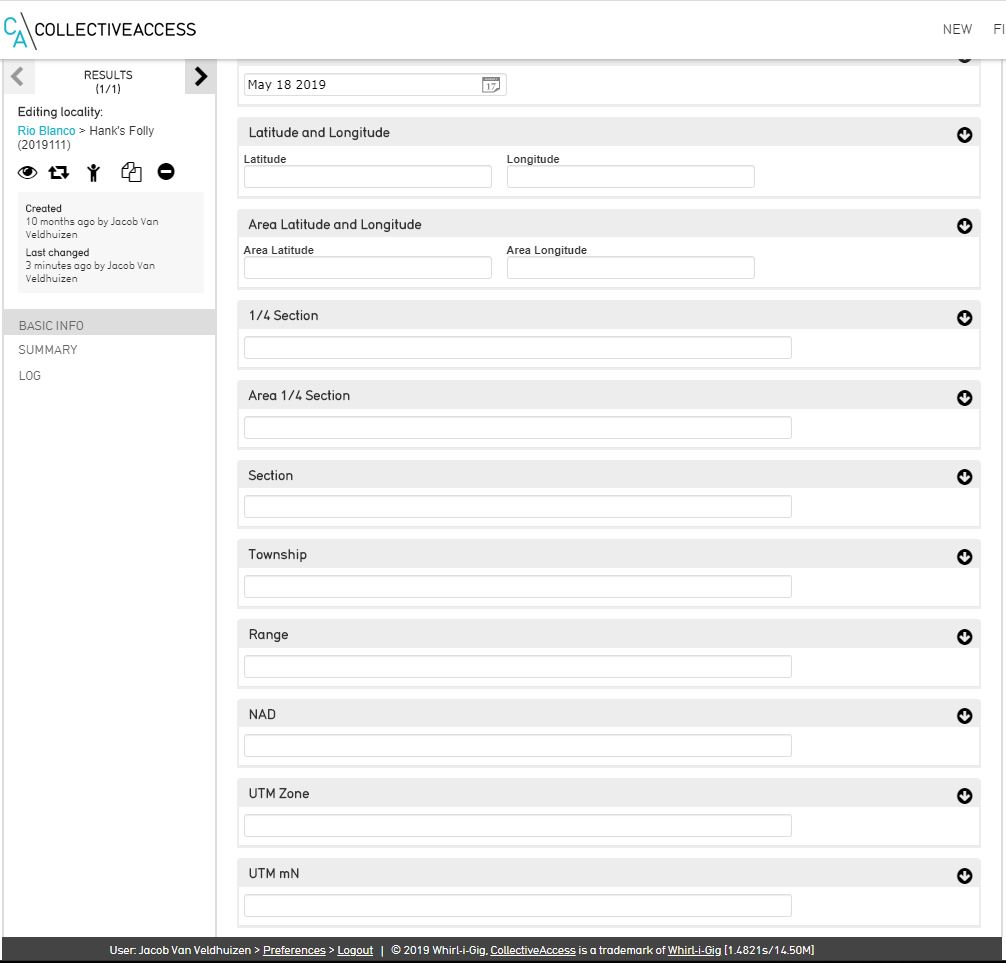 CA COLLECTIVEACCESS
NEW FI
RESULTS
(1/1)
Editing locality:
Rio Blanco > Hank's Folly
(2019111)
Created
10 months ago by Jacob Van
Veldhuizen
Last changed
3 minutes ago by Jacob Van
Veldhuizen
BASIC INFO
SUMMARY
LOG
May 18 2019
17
Latitude and Longitude
Latitude Longitude
Area Latitude and Longitude
Area Latitude Area Longitude
1/4 Section
Area 1/4 Section
Section
Township
Range
NAD
UTM Zone
UTM mN
User: Jacob Van Veldhuizen > Preferences > Logout | © 2019 Whirl-i-Gig, CollectiveAccess is a trademark of Whirl-i-Gig [1.4821s/14.50M]